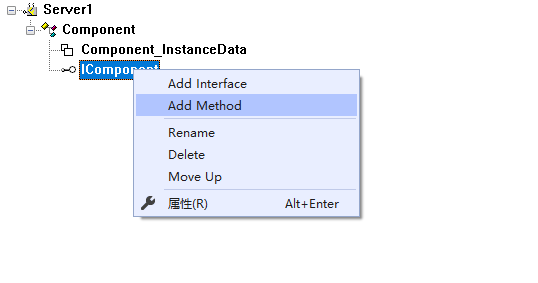 Server1
Component
Component_InstanceData
IComponent
Add Interface
Add Method
Rename
Delete
Move Up
属性(R) Alt+Enter